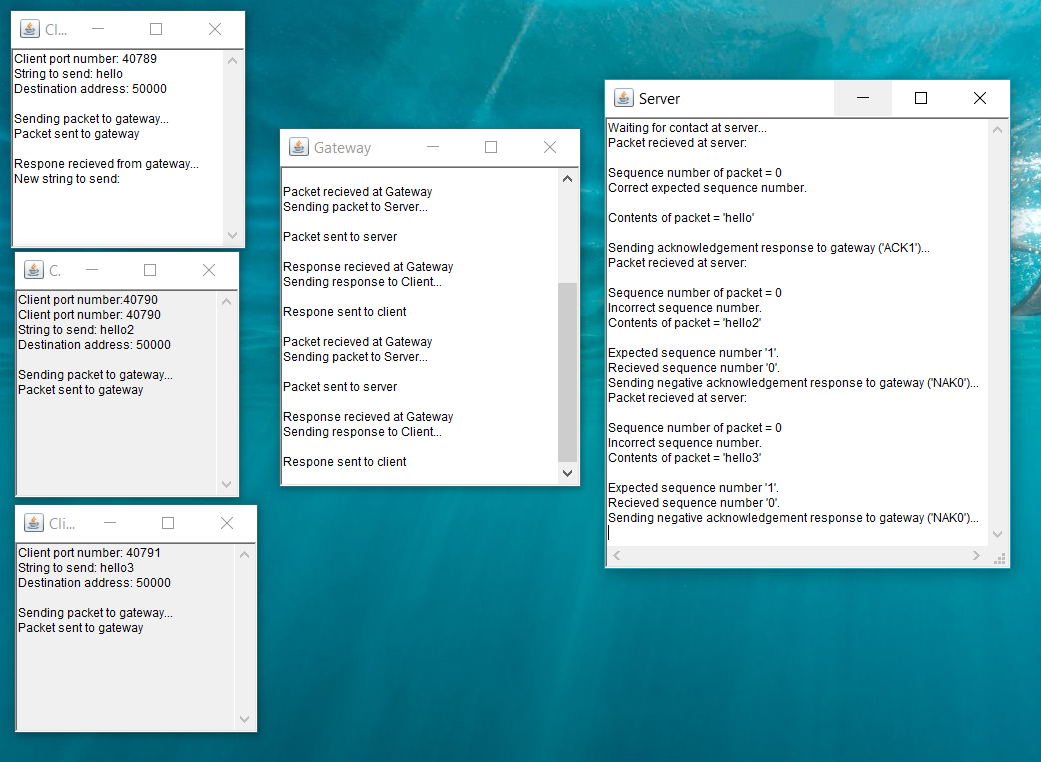 Cl...
Client port number: 40789
String to send: hello
Destination address: 50000
Sending packet to gateway...
Packet sent to gateway
Respone recieved from gateway...
New string to send:
C.
Client port number:40790
Client port number: 40790
String to send: hello2
Destination address: 50000
Sending packet to gateway...
Packet sent to gateway
Cli...
Client port number: 40791
String to send: hello3
Destination address: 50000
Sending packet to gateway...
Packet sent to gateway
Gateway
Packet recieved at Gateway
Sending packet to Server...
Packet sent to server
Response recieved at Gateway
Sending response to Client...
Respone sent to client
Packet recieved at Gateway
Sending packet to Server...
Packet sent to server
Response recieved at Gateway
Sending response to Client...
Respone sent to client
Server
Waiting for contact at server...
Packet recieved at server:
Sequence number of packet = 0
Correct expected sequence number.
Contents of packet = 'hello'
Sending acknowledgement response to gateway ('ACK1')...
Packet recieved at server:
Sequence number of packet = 0
Incorrect sequence number.
Contents of packet = 'hello2'
Expected sequence number '1'.
Recieved sequence number '0'.
Sending negative acknowledgement response to gateway ('NAK0')...
Packet recieved at server:
Sequence number of packet = 0
Incorrect sequence number.
Contents of packet = 'hello3'
Expected sequence number '1'.
Recieved sequence number '0'.
Sending negative acknowledgement response to gateway ('NAK0')...